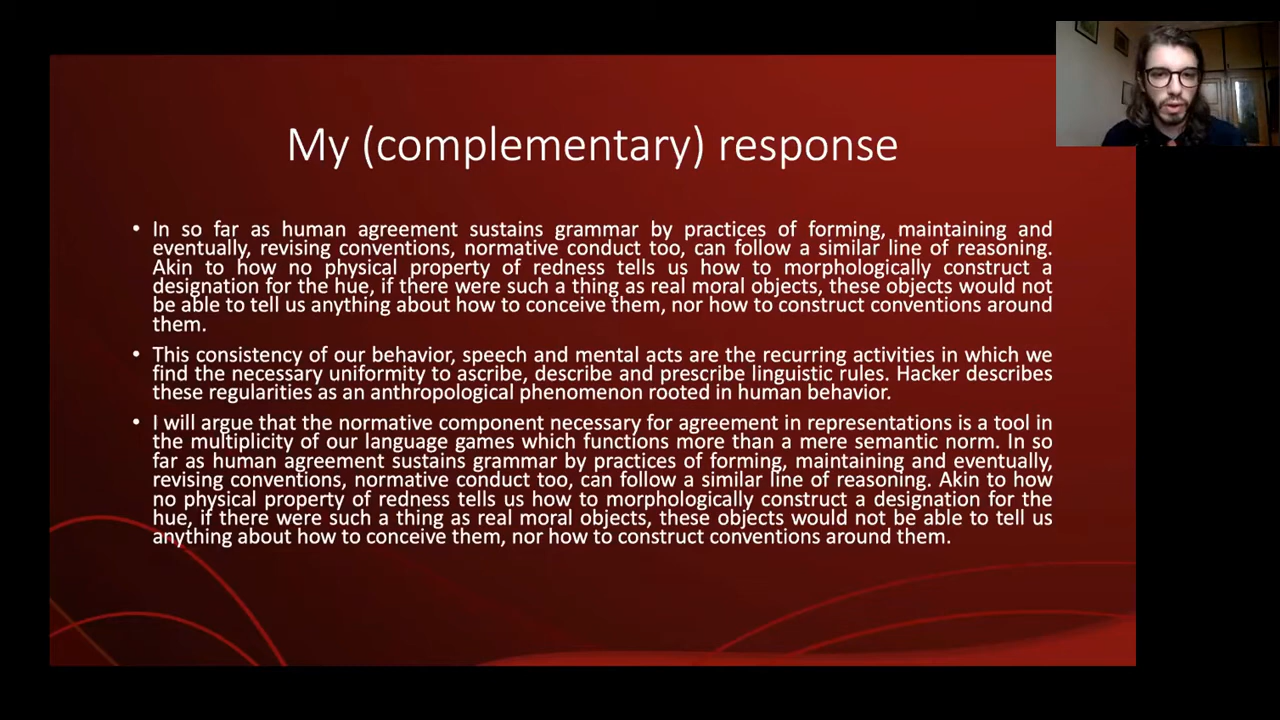 My (complementary) response
• In so far as human agreement sustains grammar by practices of forming, maintaining and
eventually, revising conventions, normative conduct too, can follow a similar line of reasoning.
Akin to how no physical property of redness tells us how to morphologically construct a
designation for the hue, if there were such a thing as real moral objects, these objects would not
be able to tell us anything about how to conceive them, nor how to construct conventions around
them.
• This consistency of our behavior, speech and mental acts are the recurring activities in which we
find the necessary uniformity to ascribe, describe and prescribe linguistic rules. Hacker describes
these regularities as an anthropological phenomenon rooted in human behavior.
• I will argue that the normative component necessary for agreement in representations is a tool in
the multiplicity of our language games which functions more than a mere semantic norm. In so
far as human agreement sustains grammar by practices of forming, maintaining and eventually,
revising conventions, normative conduct too, can follow a similar line of reasoning. Akin to how
no physical property of redness tells us how to morphologically construct a designation for the
hue, if there were such a thing as real moral objects, these objects would not be able to tell us
anything about how to conceive them, nor how to construct conventions around them.